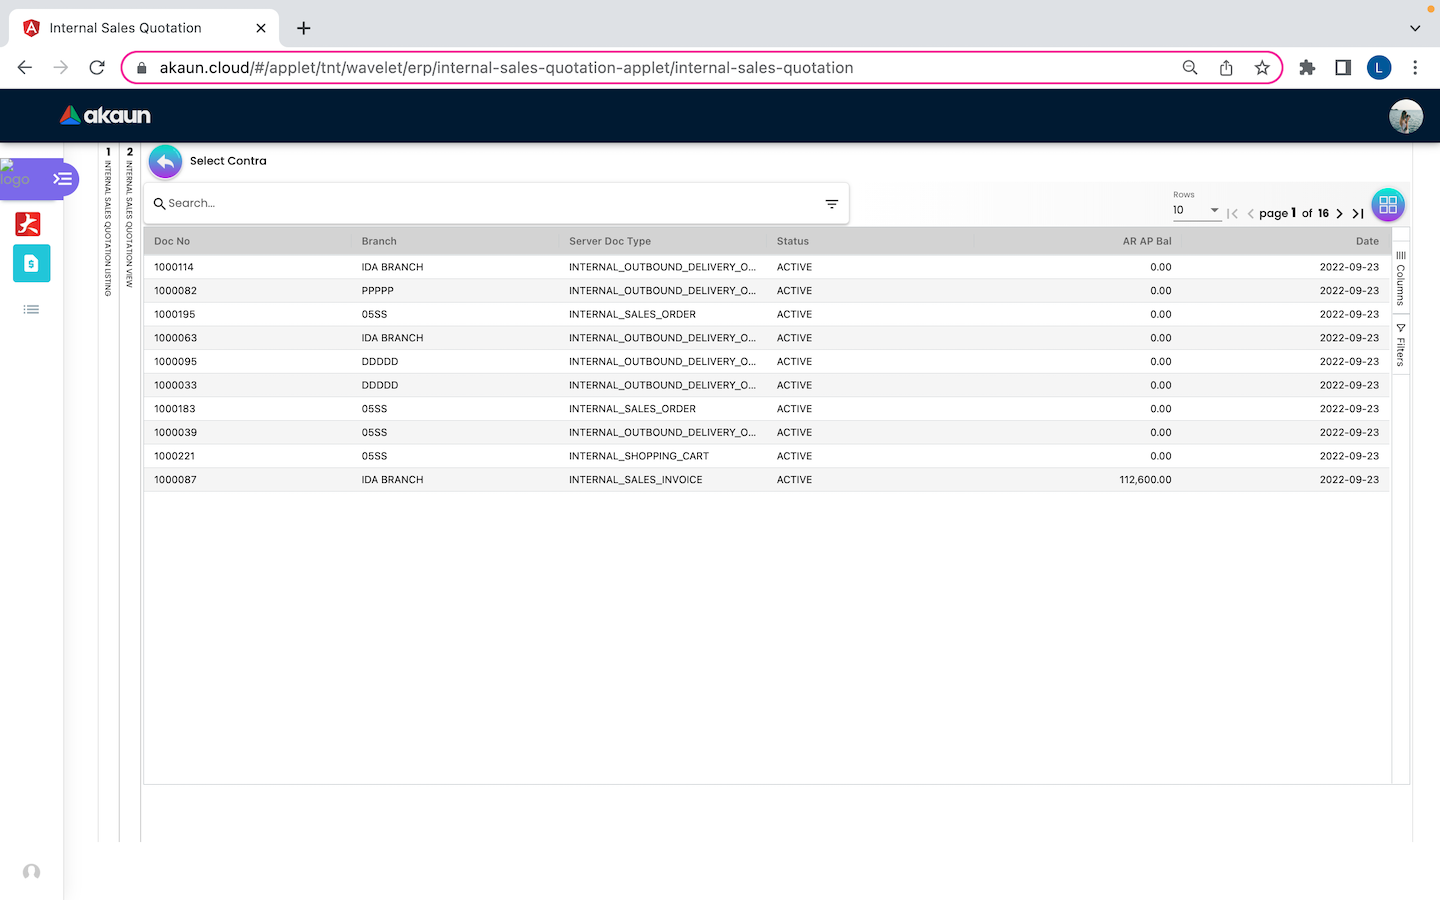 Internal Sales Quotation
akaun.cloud/#/applet/tnt/wavelet/erp/internal-sales-quotation-applet/internal-sales-quotation
L
akaun
logo
1 INTERNAL SALES QUOTATION LISTING
2 INTERNAL SALES QUOTATION VIEW
Select Contra
Search...
Rows
10
page 1 of 16
Doc No Branch Server Doc Type Status AR AP Bal Date
1000114 IDA BRANCH INTERNAL_OUTBOUND_DELIVERY_O... ACTIVE 0.00 2022-09-23
1000082 PPPPP INTERNAL_OUTBOUND_DELIVERY_O... ACTIVE 0.00 2022-09-23
1000195 05SS INTERNAL_SALES_ORDER ACTIVE 0.00 2022-09-23
1000063 IDA BRANCH INTERNAL_OUTBOUND_DELIVERY_O... ACTIVE 0.00 2022-09-23
1000095 DDDDD INTERNAL_OUTBOUND_DELIVERY_O... ACTIVE 0.00 2022-09-23
1000033 DDDDD INTERNAL_OUTBOUND_DELIVERY_O... ACTIVE 0.00 2022-09-23
1000183 05SS INTERNAL_SALES_ORDER ACTIVE 0.00 2022-09-23
1000039 05SS INTERNAL_OUTBOUND_DELIVERY_O... ACTIVE 0.00 2022-09-23
1000221 05SS INTERNAL_SHOPPING_CART ACTIVE 0.00 2022-09-23
1000087 IDA BRANCH INTERNAL_SALES_INVOICE ACTIVE 112,600.00 2022-09-23
Columns
Filters